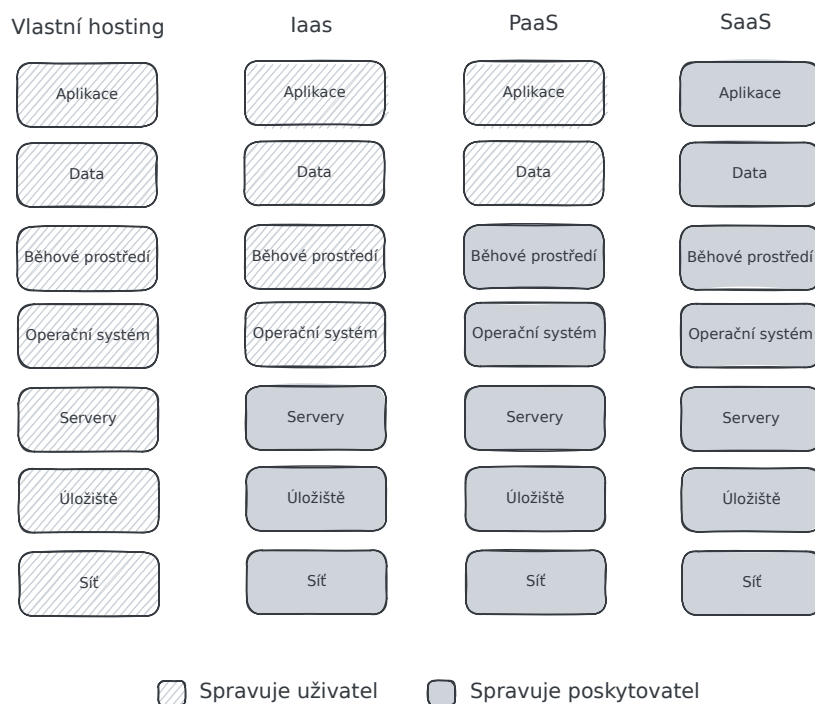 Vlastní hosting
Iaas
PaaS
SaaS
Aplikace
Aplikace
Aplikace
Aplikace
Data
Data
Data
Data
Běhové prostředí
Běhové prostředí
Běhové prostředí
Běhové prostředí
Operační systém
Operační systém
Operační systém
Operační systém
Servery
Servery
Servery
Servery
Úložiště
Úložiště
Úložiště
Úložiště
Síť
Síť
Síť
Síť
Spravuje uživatel
Spravuje poskytovatel